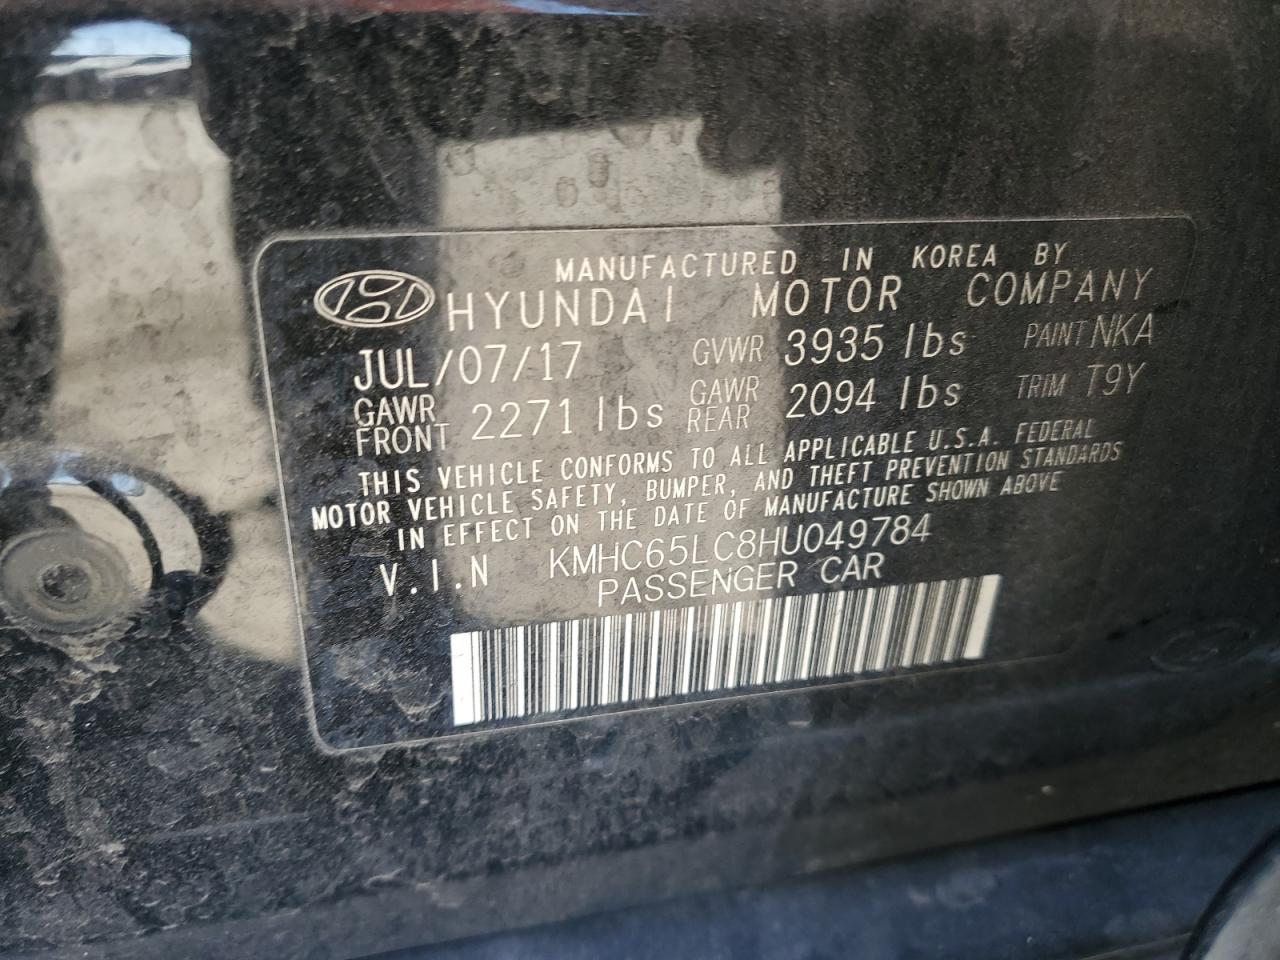 MANUFACTURED IN KOREA BY
HYUNDAI MOTOR COMPANY
JUL/07/17 GVWR 3935 lbs PAINT NKA
GAWR FRONT 2271 lbs GAWR REAR 2094 lbs TRIM T9Y
THIS VEHICLE CONFORMS TO ALL APPLICABLE U.S.A. FEDERAL
MOTOR VEHICLE SAFETY, BUMPER, AND THEFT PREVENTION STANDARDS
IN EFFECT ON THE DATE OF MANUFACTURE SHOWN ABOVE
V.I.N KMHC65LC8HU049784
PASSENGER CAR